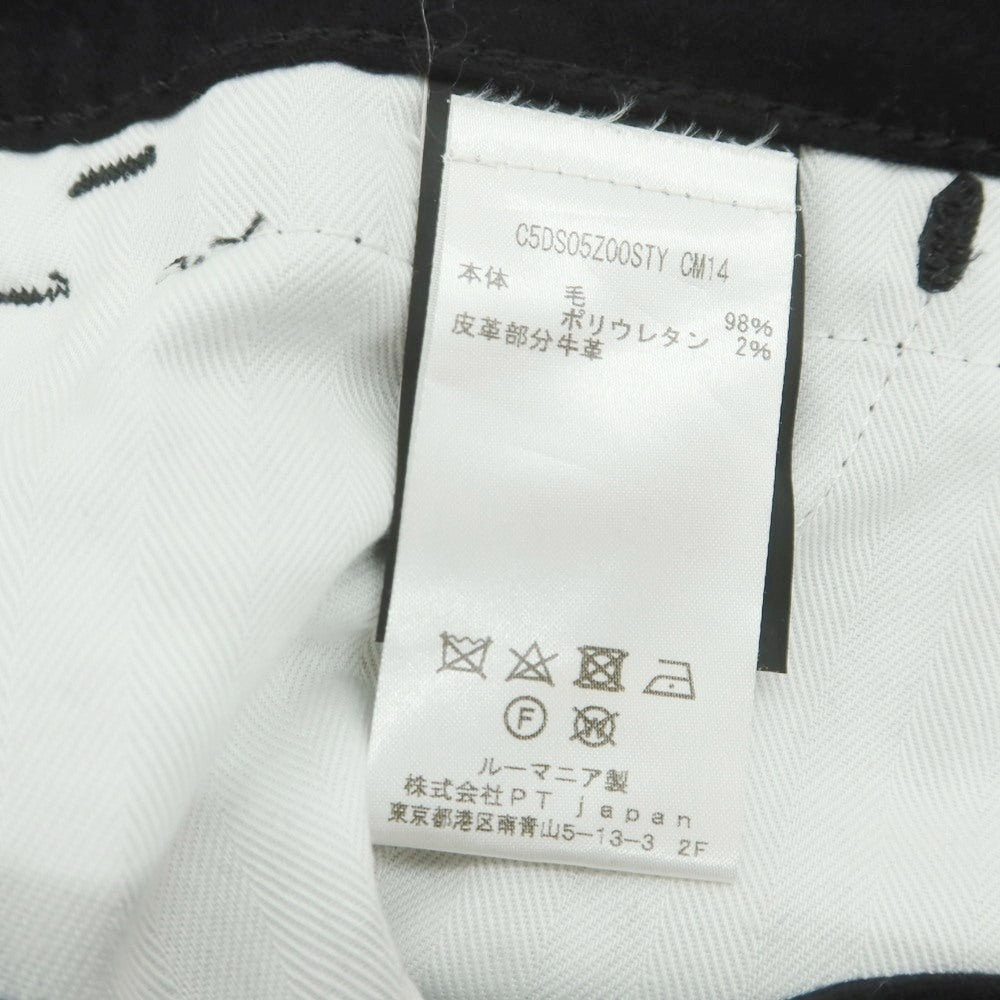 C5DS05Z00STY CM14
本体 毛 98%
ポリウレタン 2%
皮革部分牛革
F
W
ルーマニア製
株式会社PT japan
東京都港区南青山5-13-3 2F